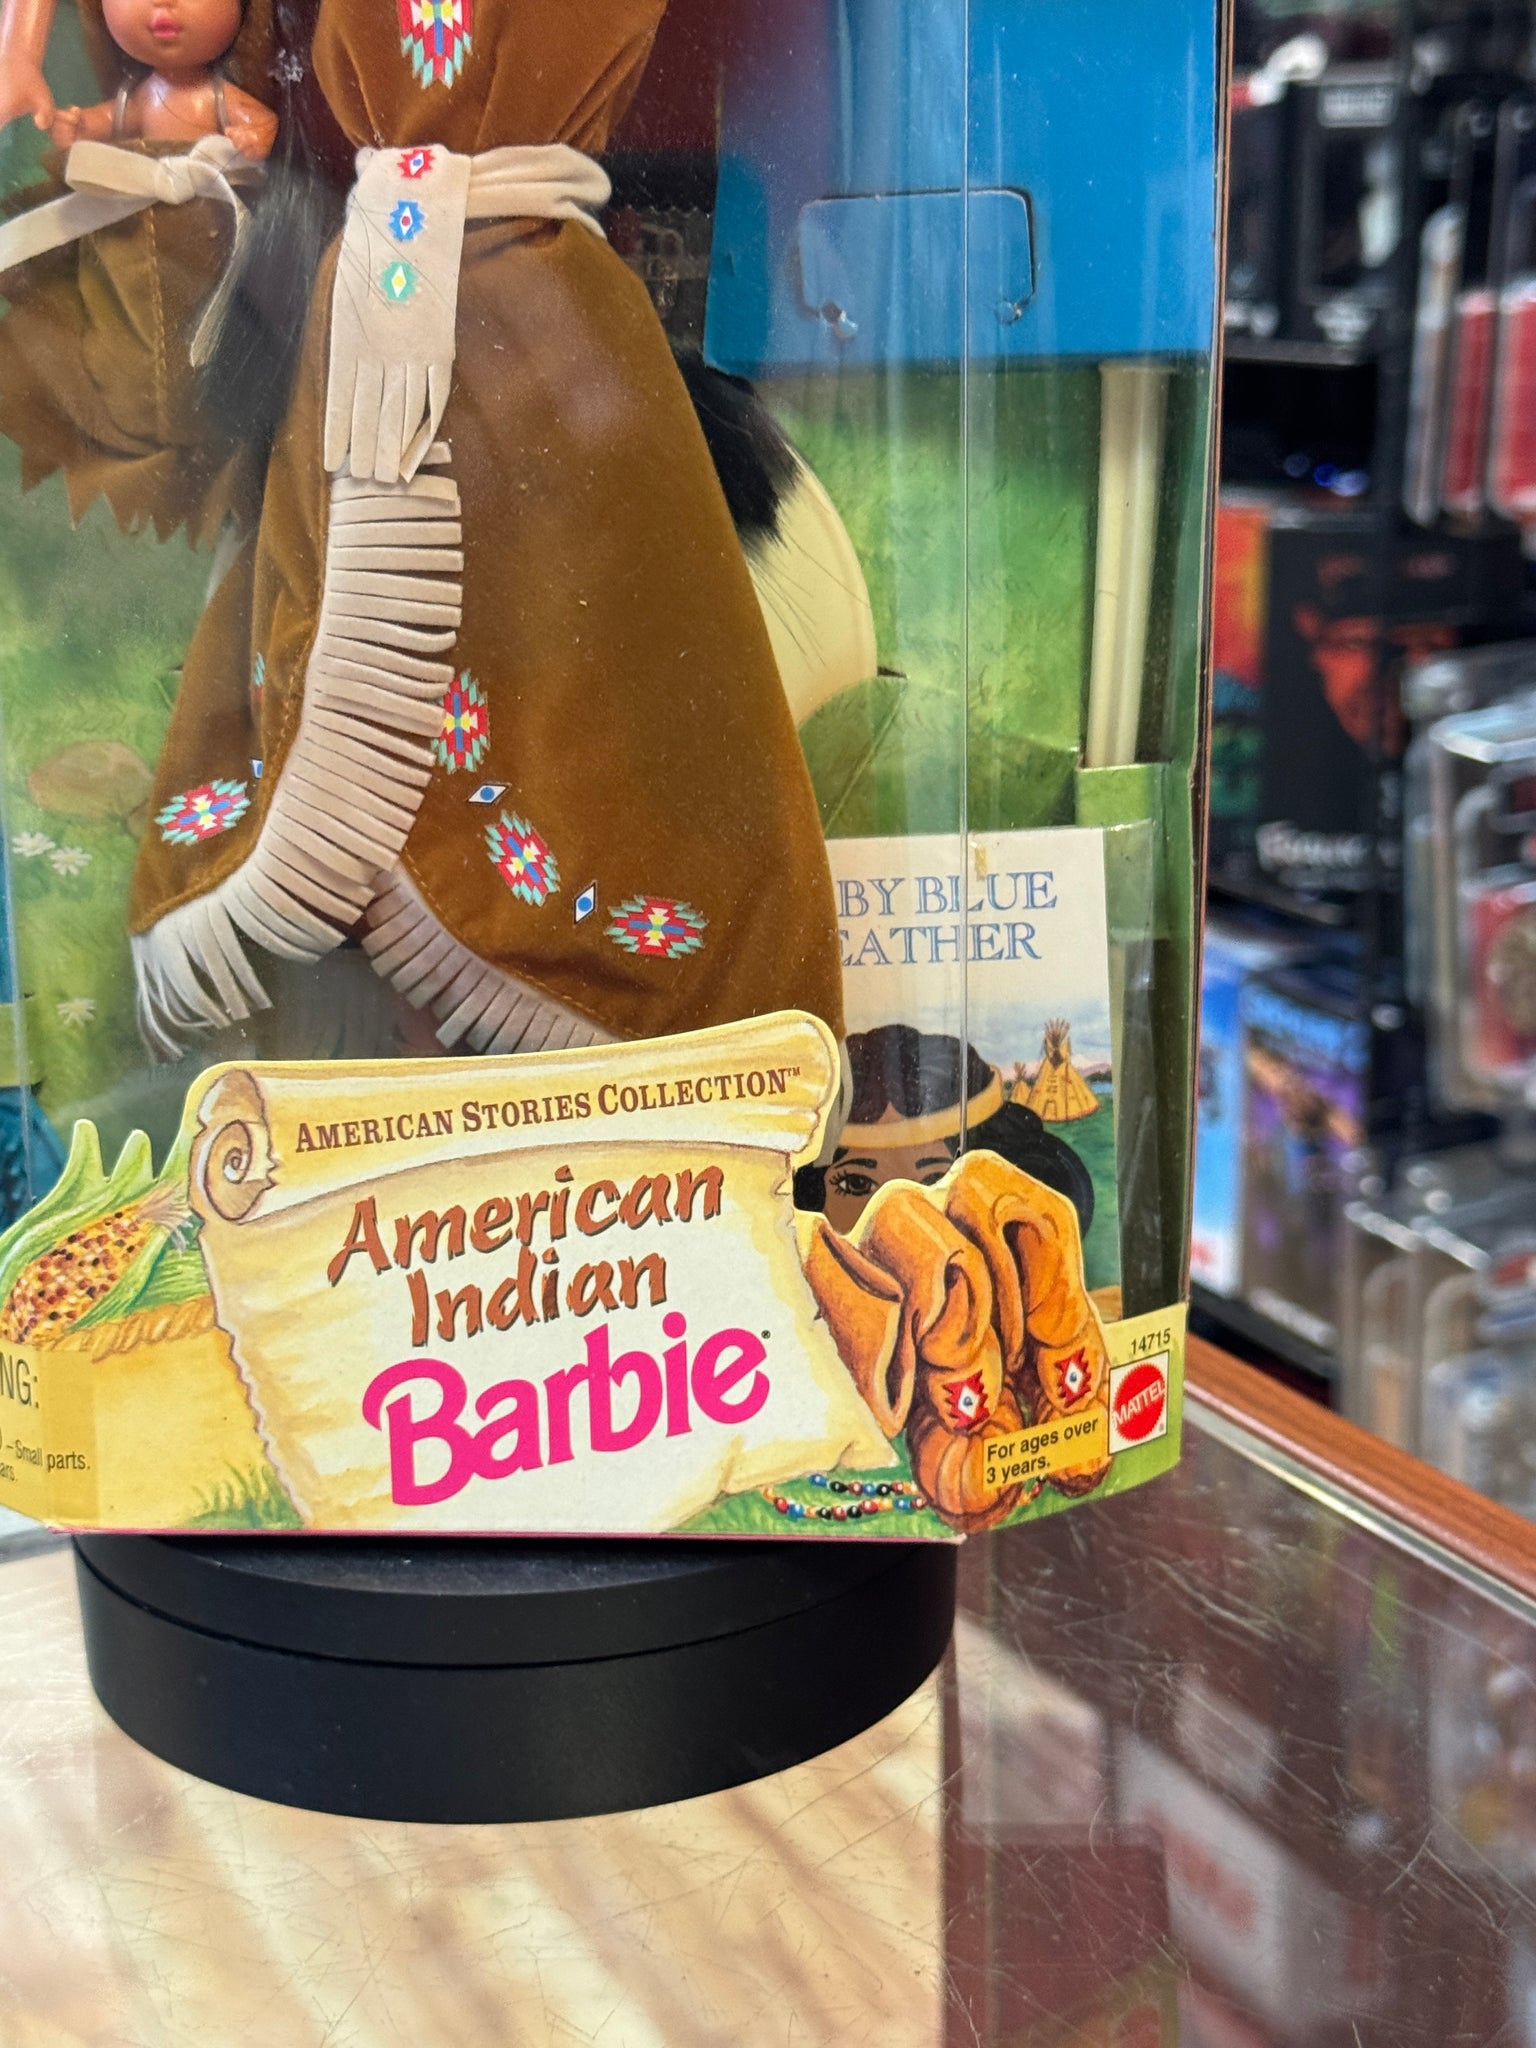 BY BLUE
EATHER
AMERICAN STORIES COLLECTION™
American
Indian
Barbie®
NG:
– Small parts.
ars.
14715
MATTEL
®
For ages over
3 years.